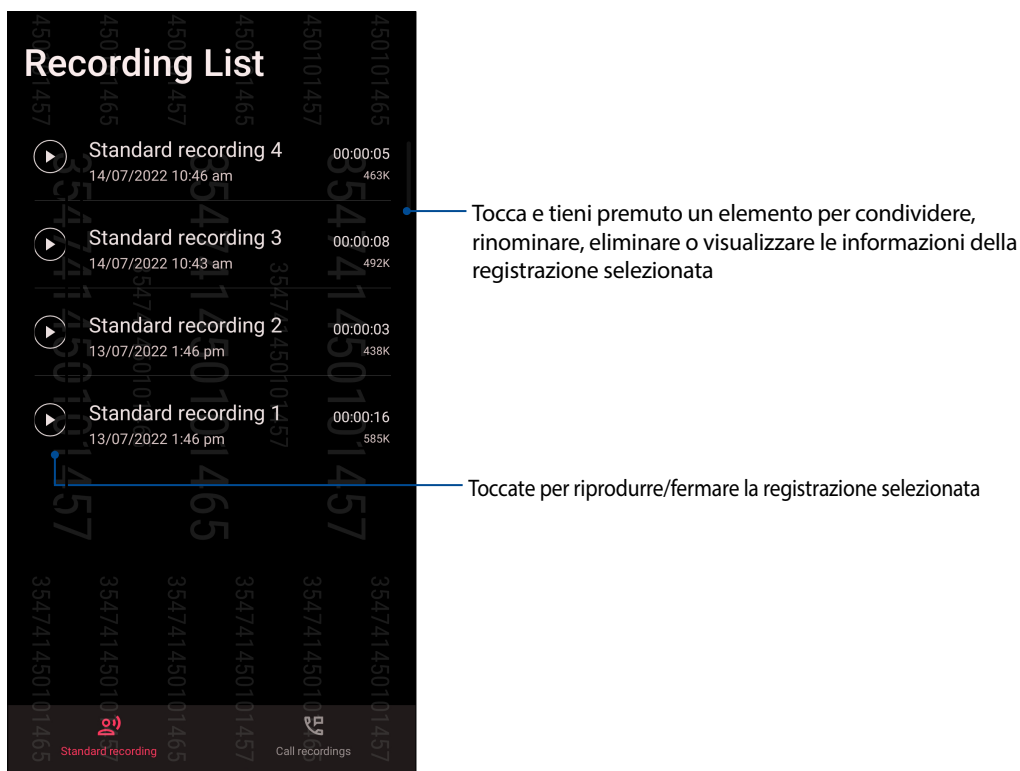 Recording List
Standard recording 4
00:00:05
14/07/2022 10:46 am
463K
Standard recording 3
00:00:08
14/07/2022 10:43 am
492K
Standard recording 2
00:00:03
13/07/2022 1:46 pm
438K
Standard recording 1
00:00:16
13/07/2022 1:46 pm
585K
Standard recording
Call recordings
Tocca e tieni premuto un elemento per condividere,
rinominare, eliminare o visualizzare le informazioni della
registrazione selezionata
Toccate per riprodurre/fermare la registrazione selezionata